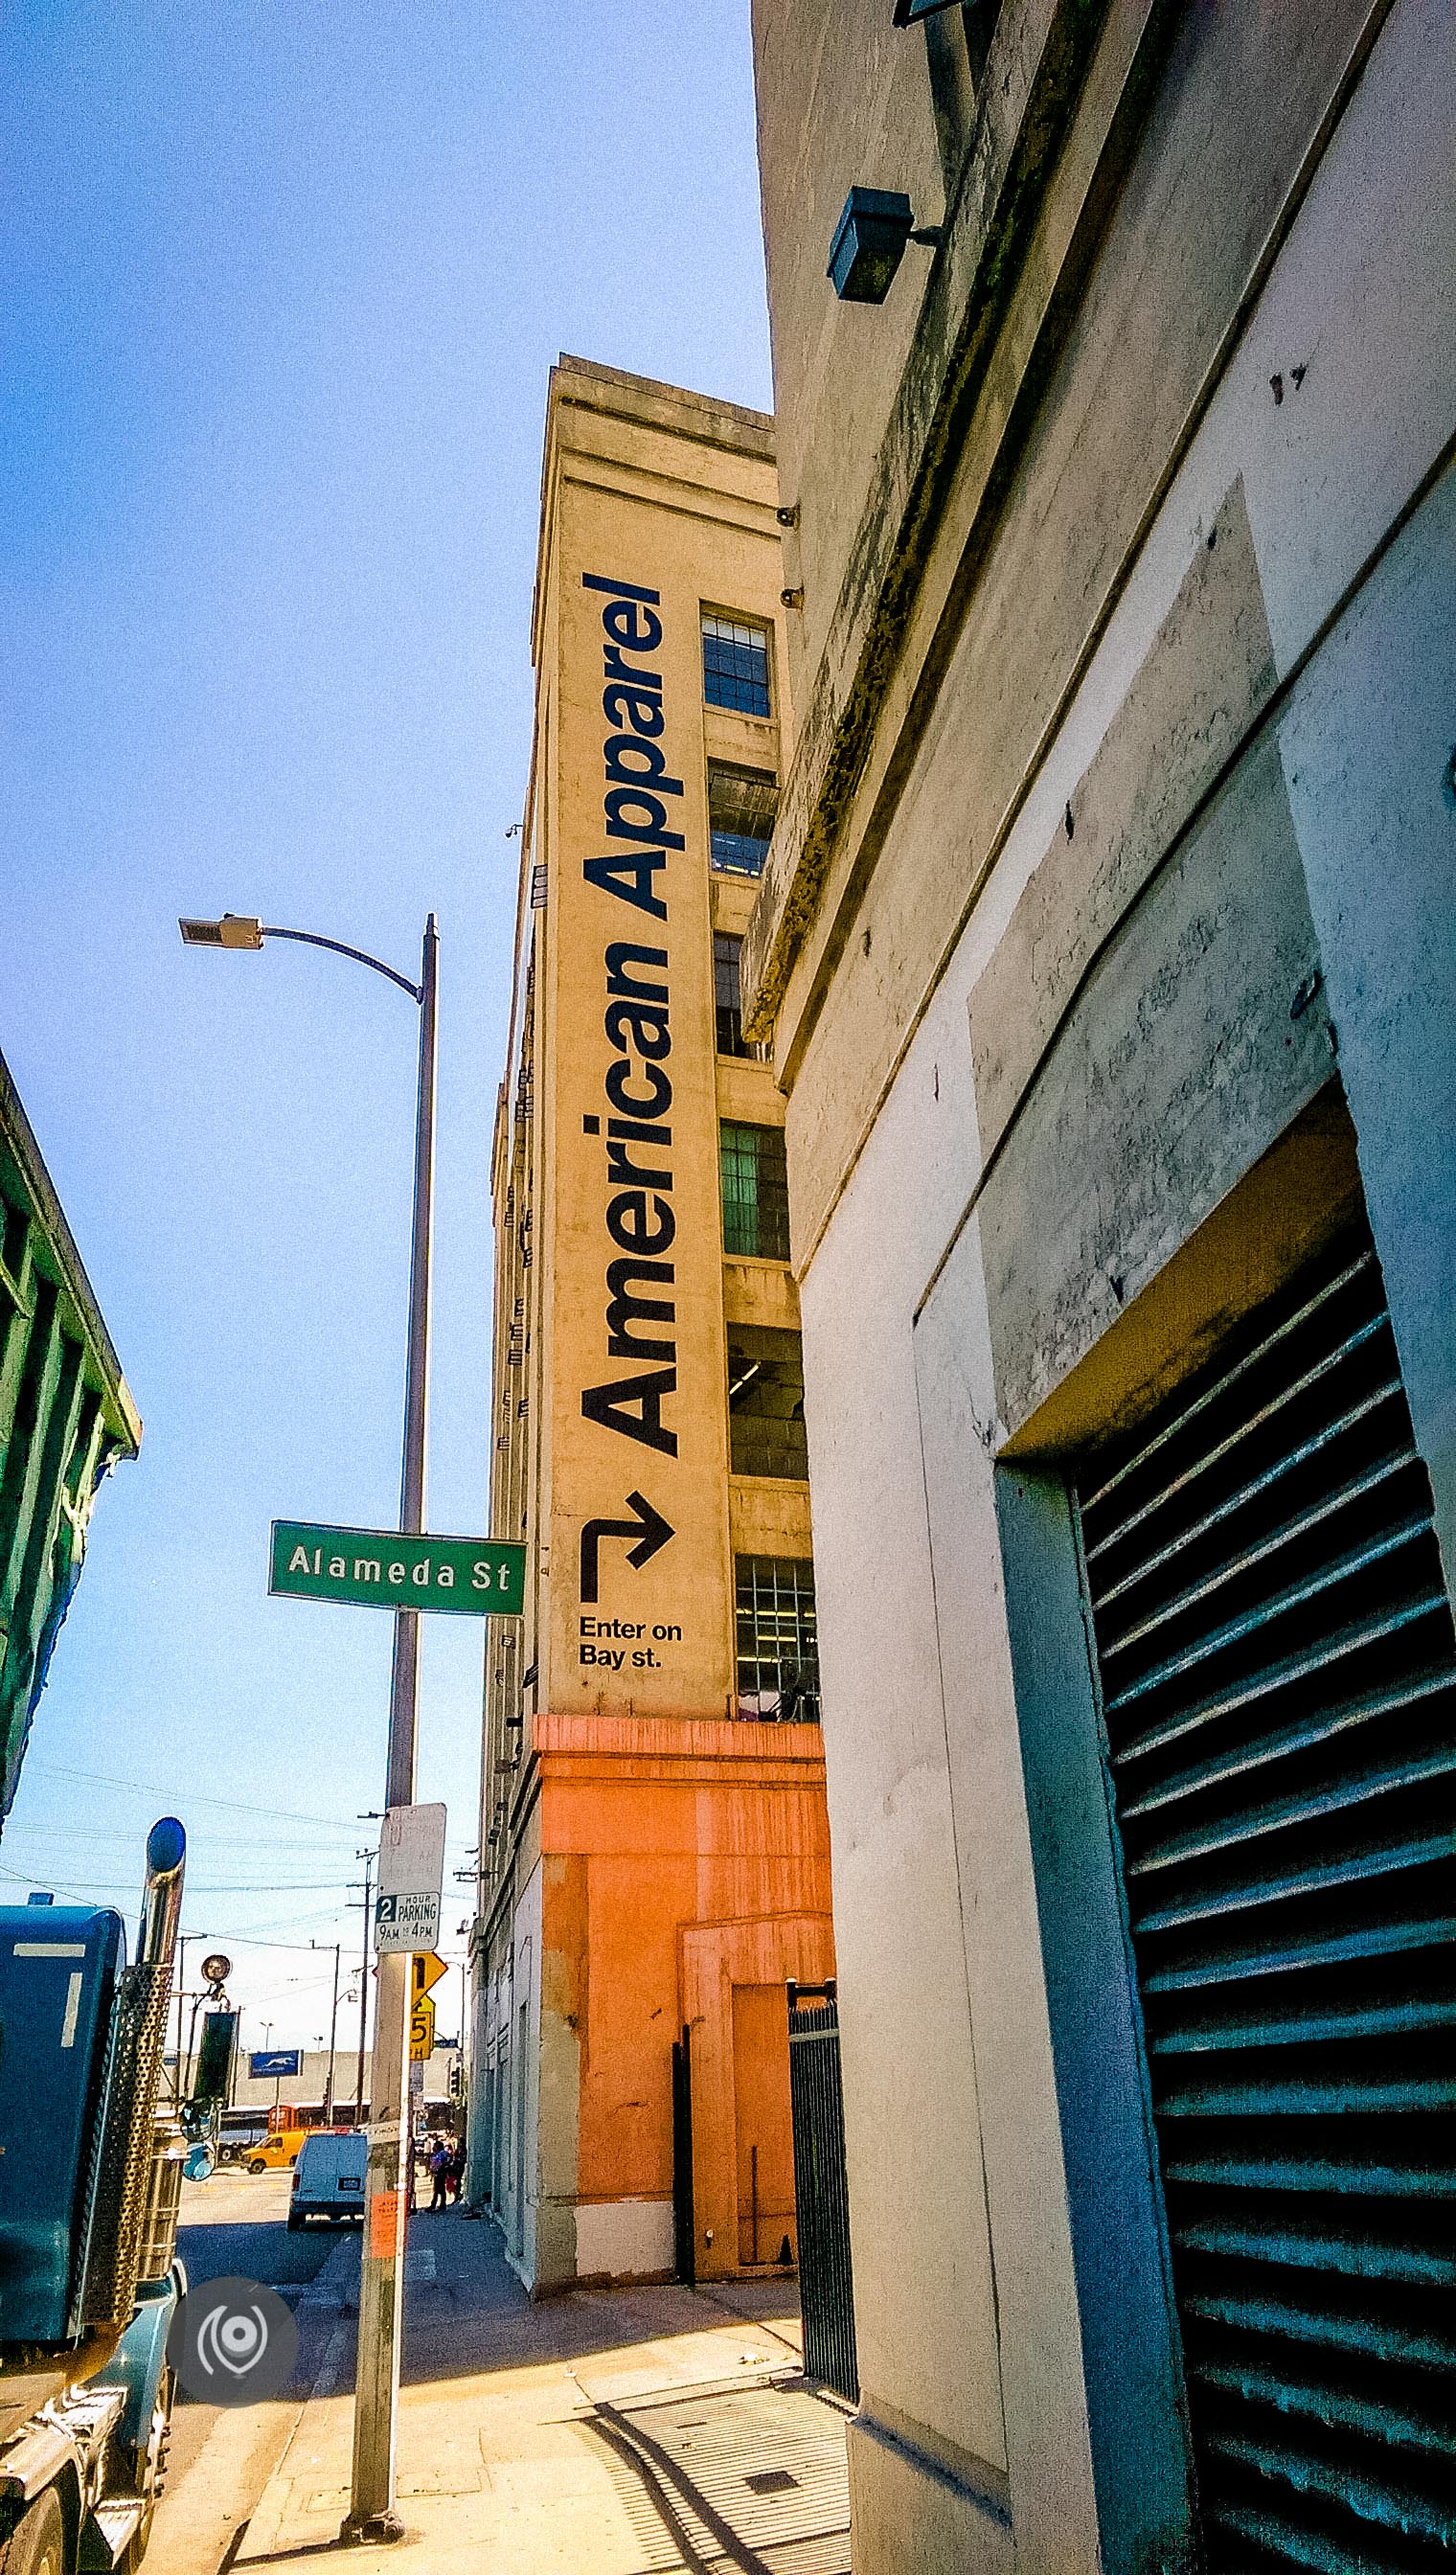 American Apparel
Alameda St
Enter on
Bay st.
2 HOUR
PARKING
9AM TO 4PM
5